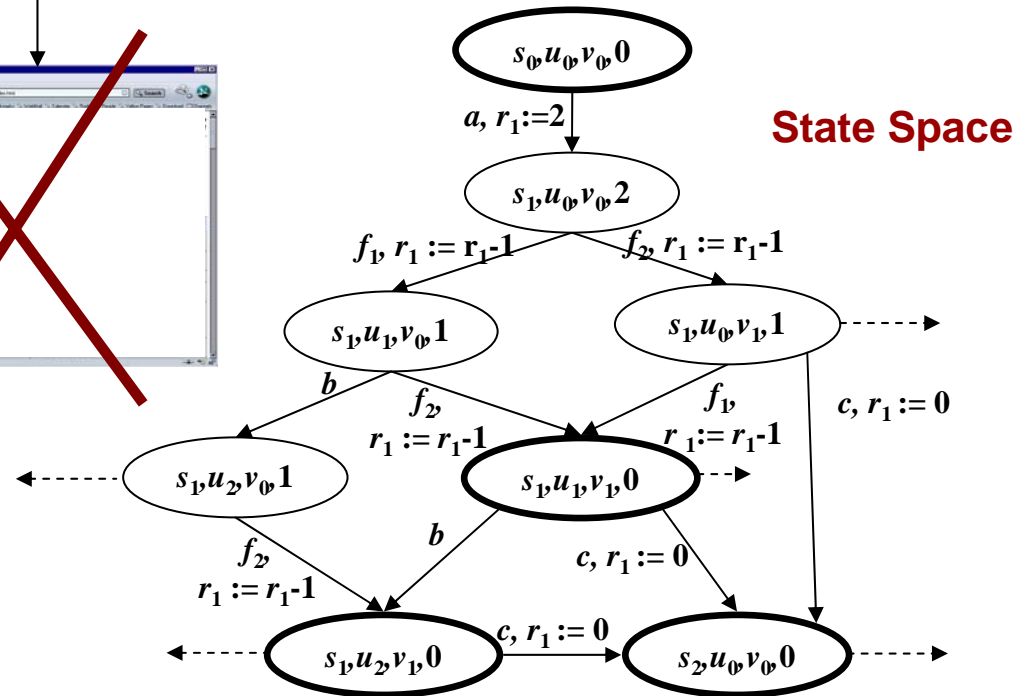 s₀,u₀,v₀,0
a, r₁:=2
State Space
Search
s₁,u₀,v₀,2
f₁, r₁ := r₁-1
f₂, r₁ := r₁-1
s₁,u₁,v₀,1
s₁,u₀,v₁,1
b
f₂,
r₁ := r₁-1
f₁,
r₁:= r₁-1
c, r₁ := 0
s₁,u₂,v₀,1
s₁,u₁,v₁,0
f₂,
r₁ := r₁-1
b
c, r₁ := 0
s₁,u₂,v₁,0
c, r₁ := 0
s₂,u₀,v₀,0